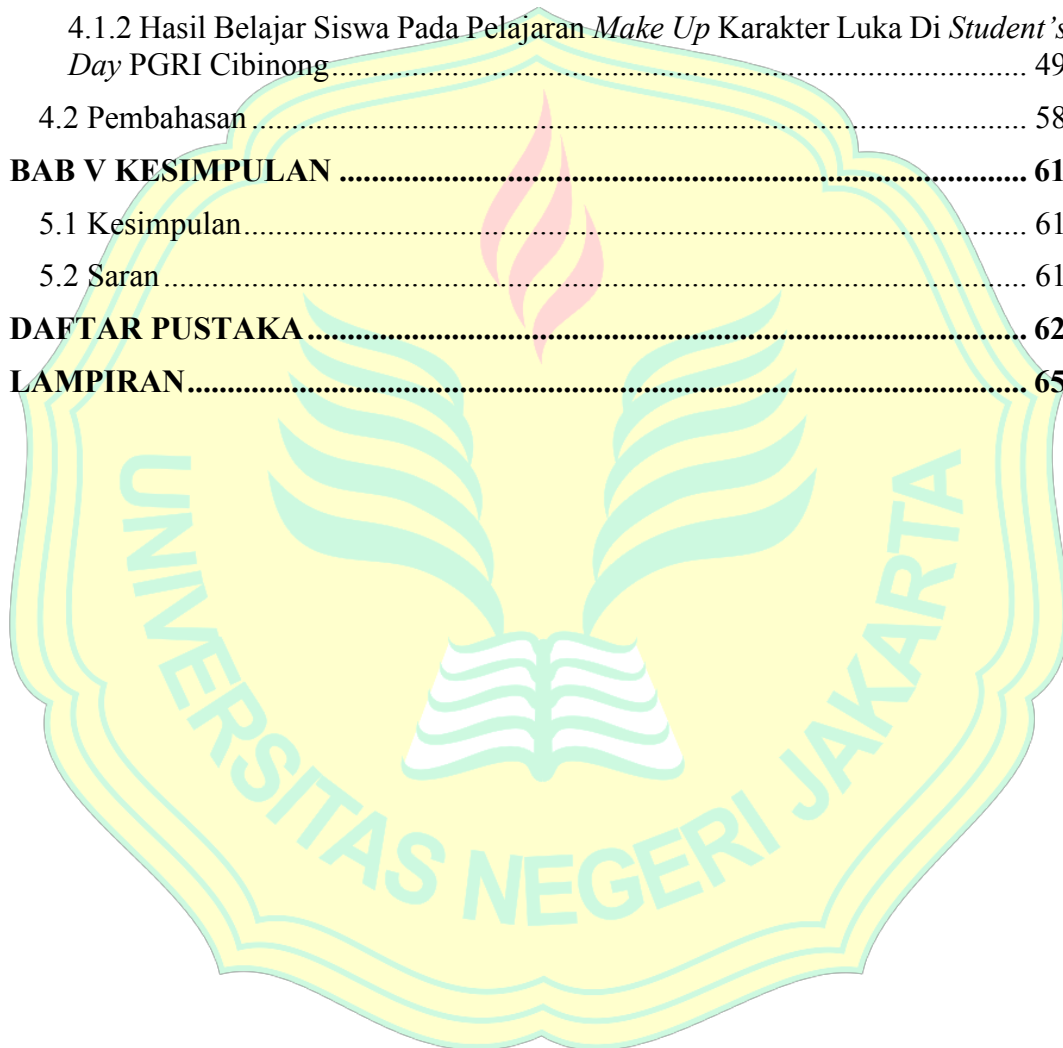 4.1.2 Hasil Belajar Siswa Pada Pelajaran Make Up Karakter Luka Di Student's
Day PGRI Cibinong........................................................................................ 49
4.2 Pembahasan.................................................................................................. 58
BAB V KESIMPULAN ....................................................................................... 61
5.1 Kesimpulan................................................................................................... 61
5.2 Saran............................................................................................................. 61
DAFTAR PUSTAKA........................................................................................... 62
LAMPIRAN.......................................................................................................... 65
UNIVERSITAS NEGERI JAKARTA